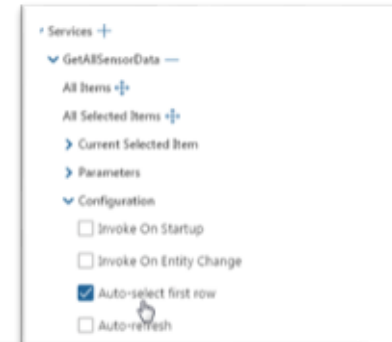 Services
GetAllSensorData
All Items
All Selected Items
Current Selected Item
Parameters
Configuration
Invoke On Startup
Invoke On Entity Change
Auto-select first row
Auto-refresh